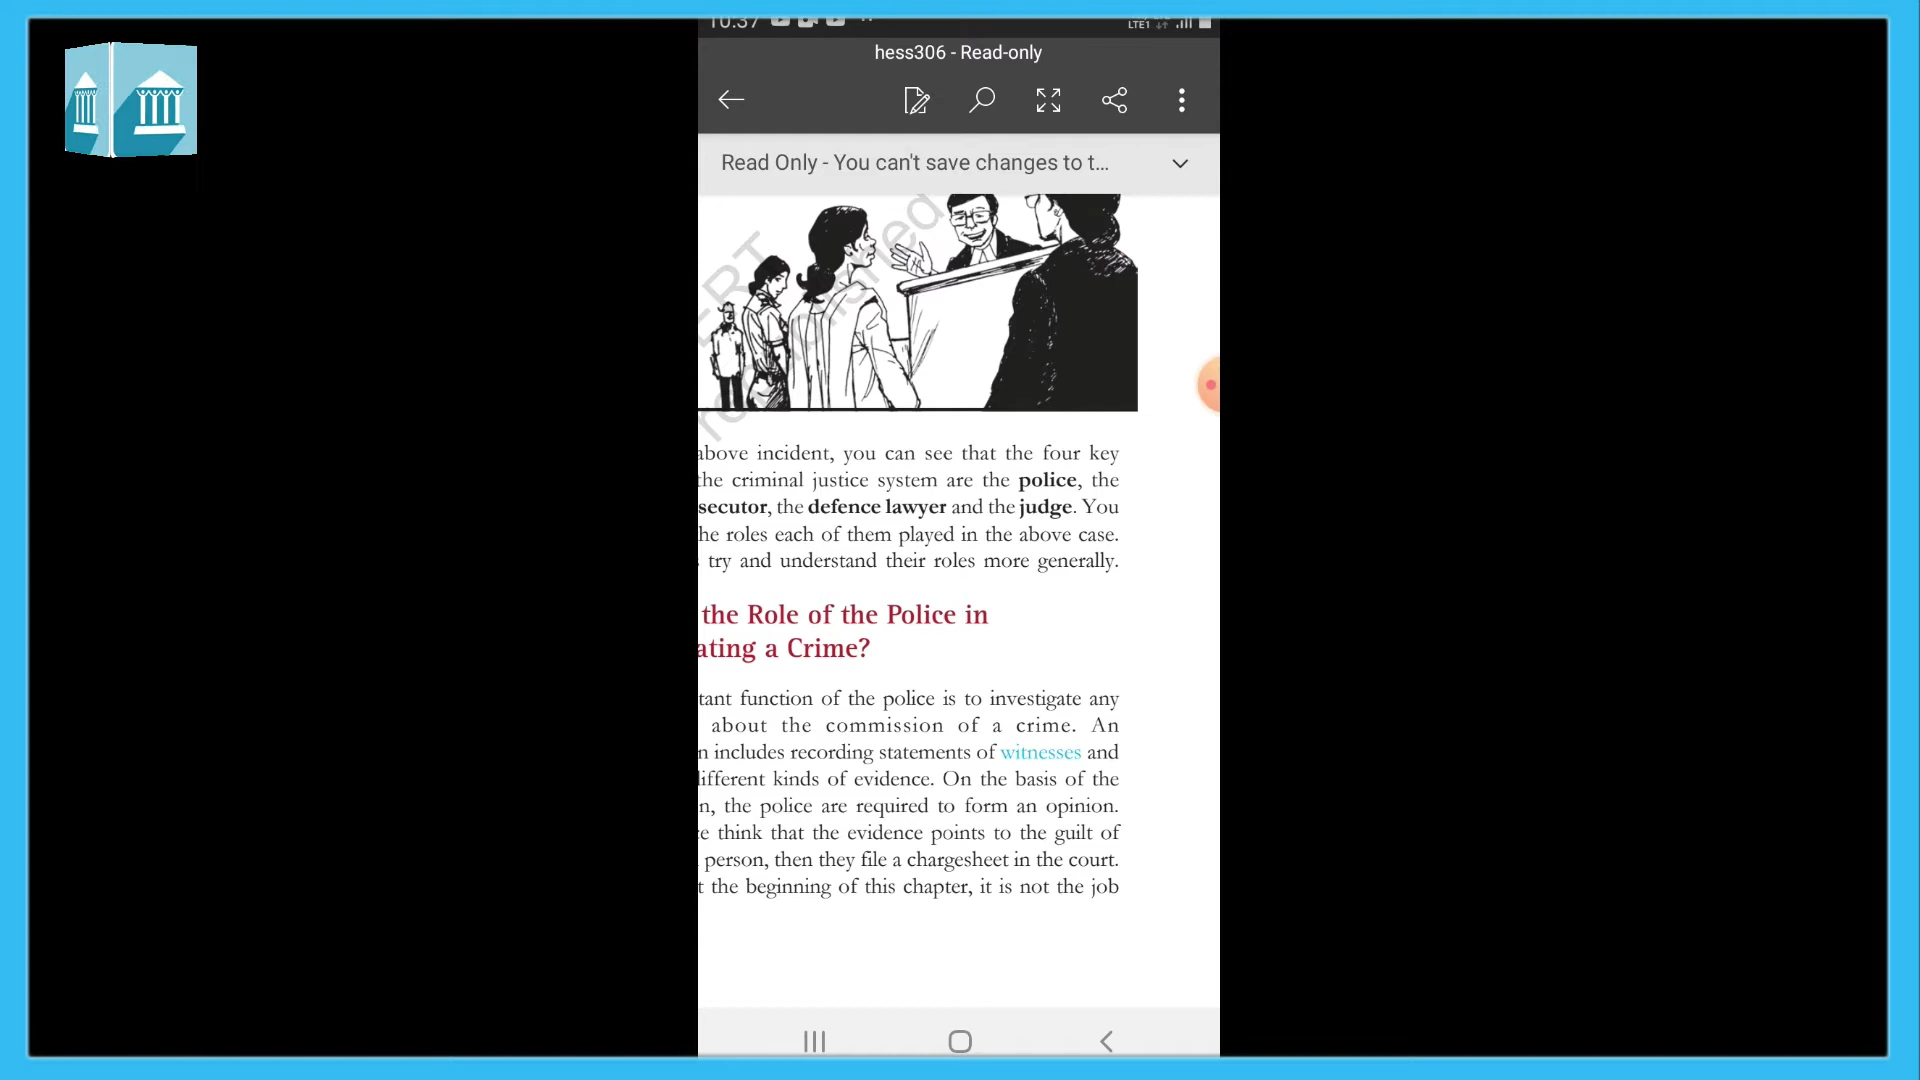 10:37
LTE1
hess306 - Read-only
Read Only - You can't save changes to t...
above incident, you can see that the four key
the criminal justice system are the police, the
secutor, the defence lawyer and the judge. You
he roles each of them played in the above case.
try and understand their roles more generally.
the Role of the Police in
ating a Crime?
tant function of the police is to investigate any
about the commission of a crime. An
n includes recording statements of witnesses and
ifferent kinds of evidence. On the basis of the
n, the police are required to form an opinion.
e think that the evidence points to the guilt of
person, then they file a chargesheet in the court.
t the beginning of this chapter, it is not the job